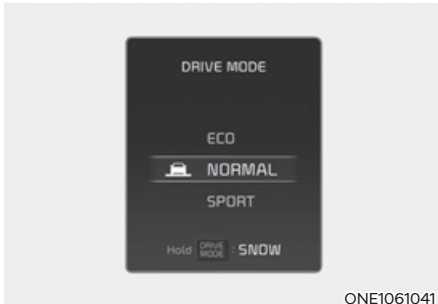 DRIVE MODE
ECO
NORMAL
SPORT
Hold DRIVE MODE : SNOW
ONE1061041